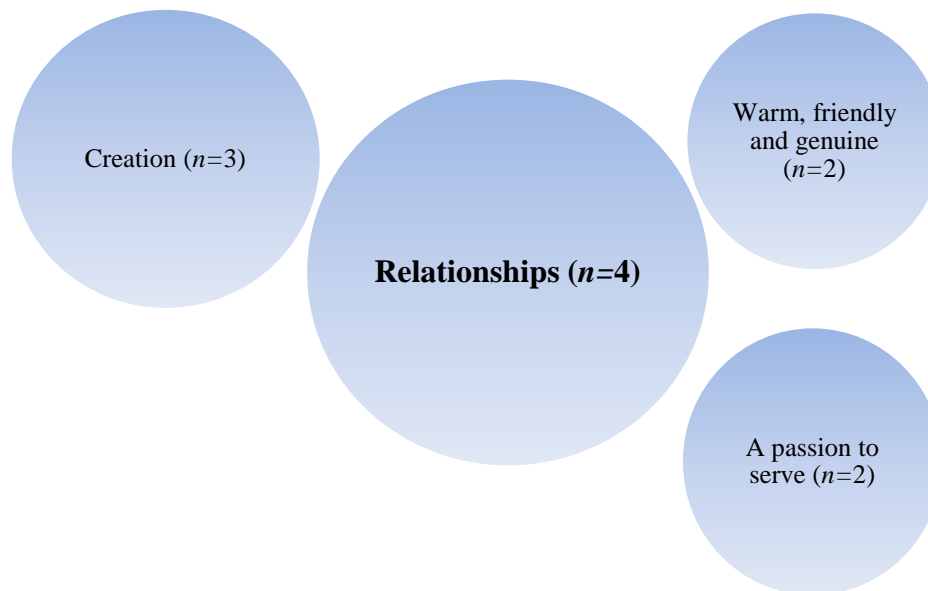 Creation (n=3)
Relationships (n=4)
Warm, friendly
and genuine
(n=2)
A passion to
serve (n=2)